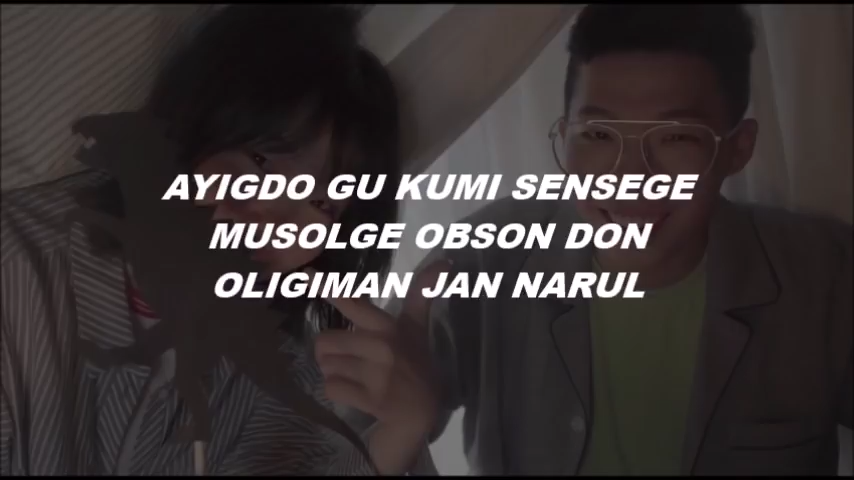 AYIGDO GU KUMI SENSEGE
MUSOLGE OBSON DON
OLIGIMAN JAN NARUL